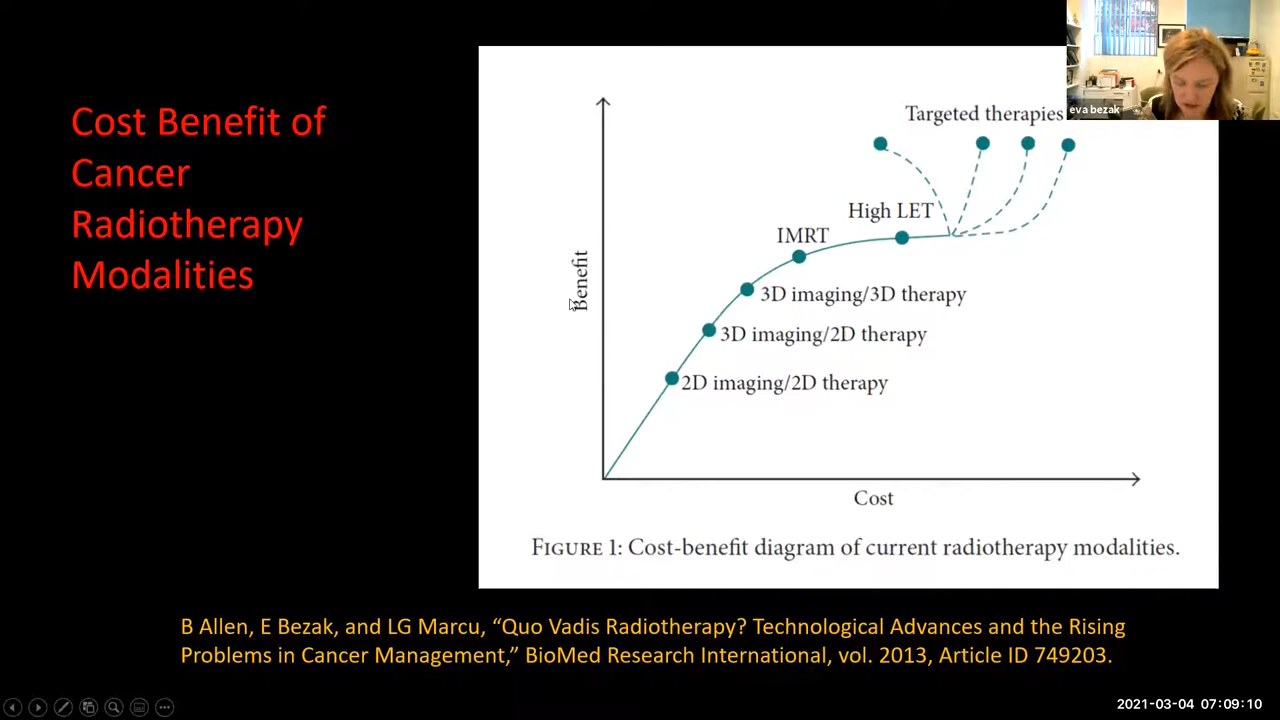 Cost Benefit of
Cancer
Radiotherapy
Modalities
eva bezak
Targeted therapies
High LET
IMRT
3D imaging/3D therapy
3D imaging/2D therapy
2D imaging/2D therapy
Benefit
Cost
FIGURE 1: Cost-benefit diagram of current radiotherapy modalities.
B Allen, E Bezak, and LG Marcu, “Quo Vadis Radiotherapy? Technological Advances and the Rising
Problems in Cancer Management,” BioMed Research International, vol. 2013, Article ID 749203.
2021-03-04 07:09:10